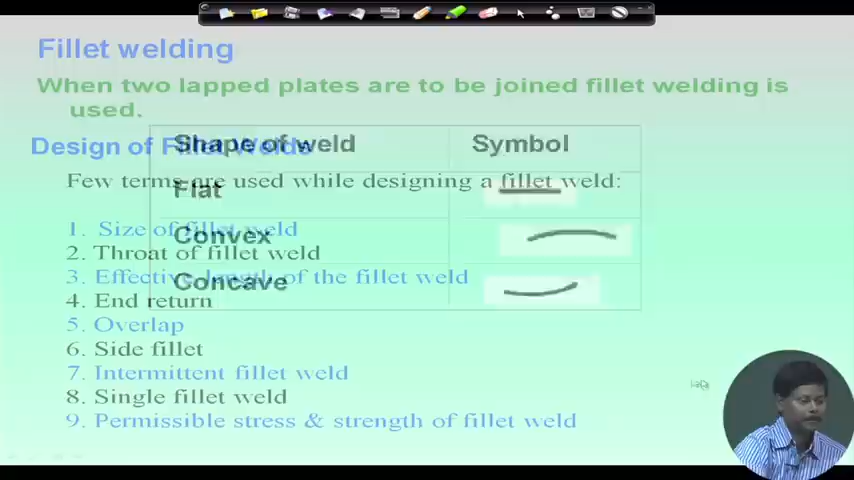 Fillet welding
When two lapped plates are to be joined fillet welding is
used.
Shape of weld Symbol
Design of Fillet Welds
Few terms are used while designing a fillet weld:
Flat
1. Size of fillet weld
Convex
2. Throat of fillet weld
3. Effective length of the fillet weld
Concave
4. End return
5. Overlap
6. Side fillet
7. Intermittent fillet weld
8. Single fillet weld
9. Permissible stress & strength of fillet weld